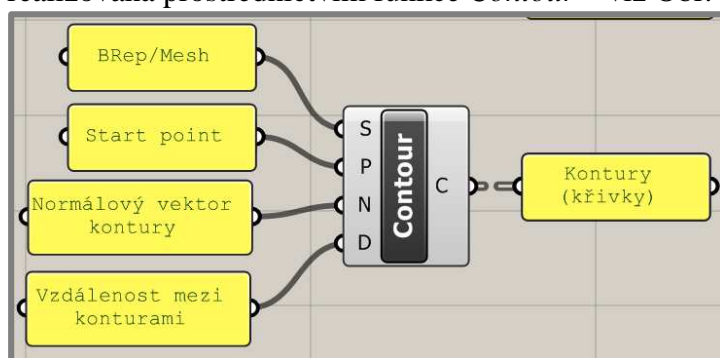 BRep/Mesh
Start point
Normálový vektor
kontury
Vzdálenost mezi
konturami
S
P
N
D
Contour
C
Kontury
(křivky)